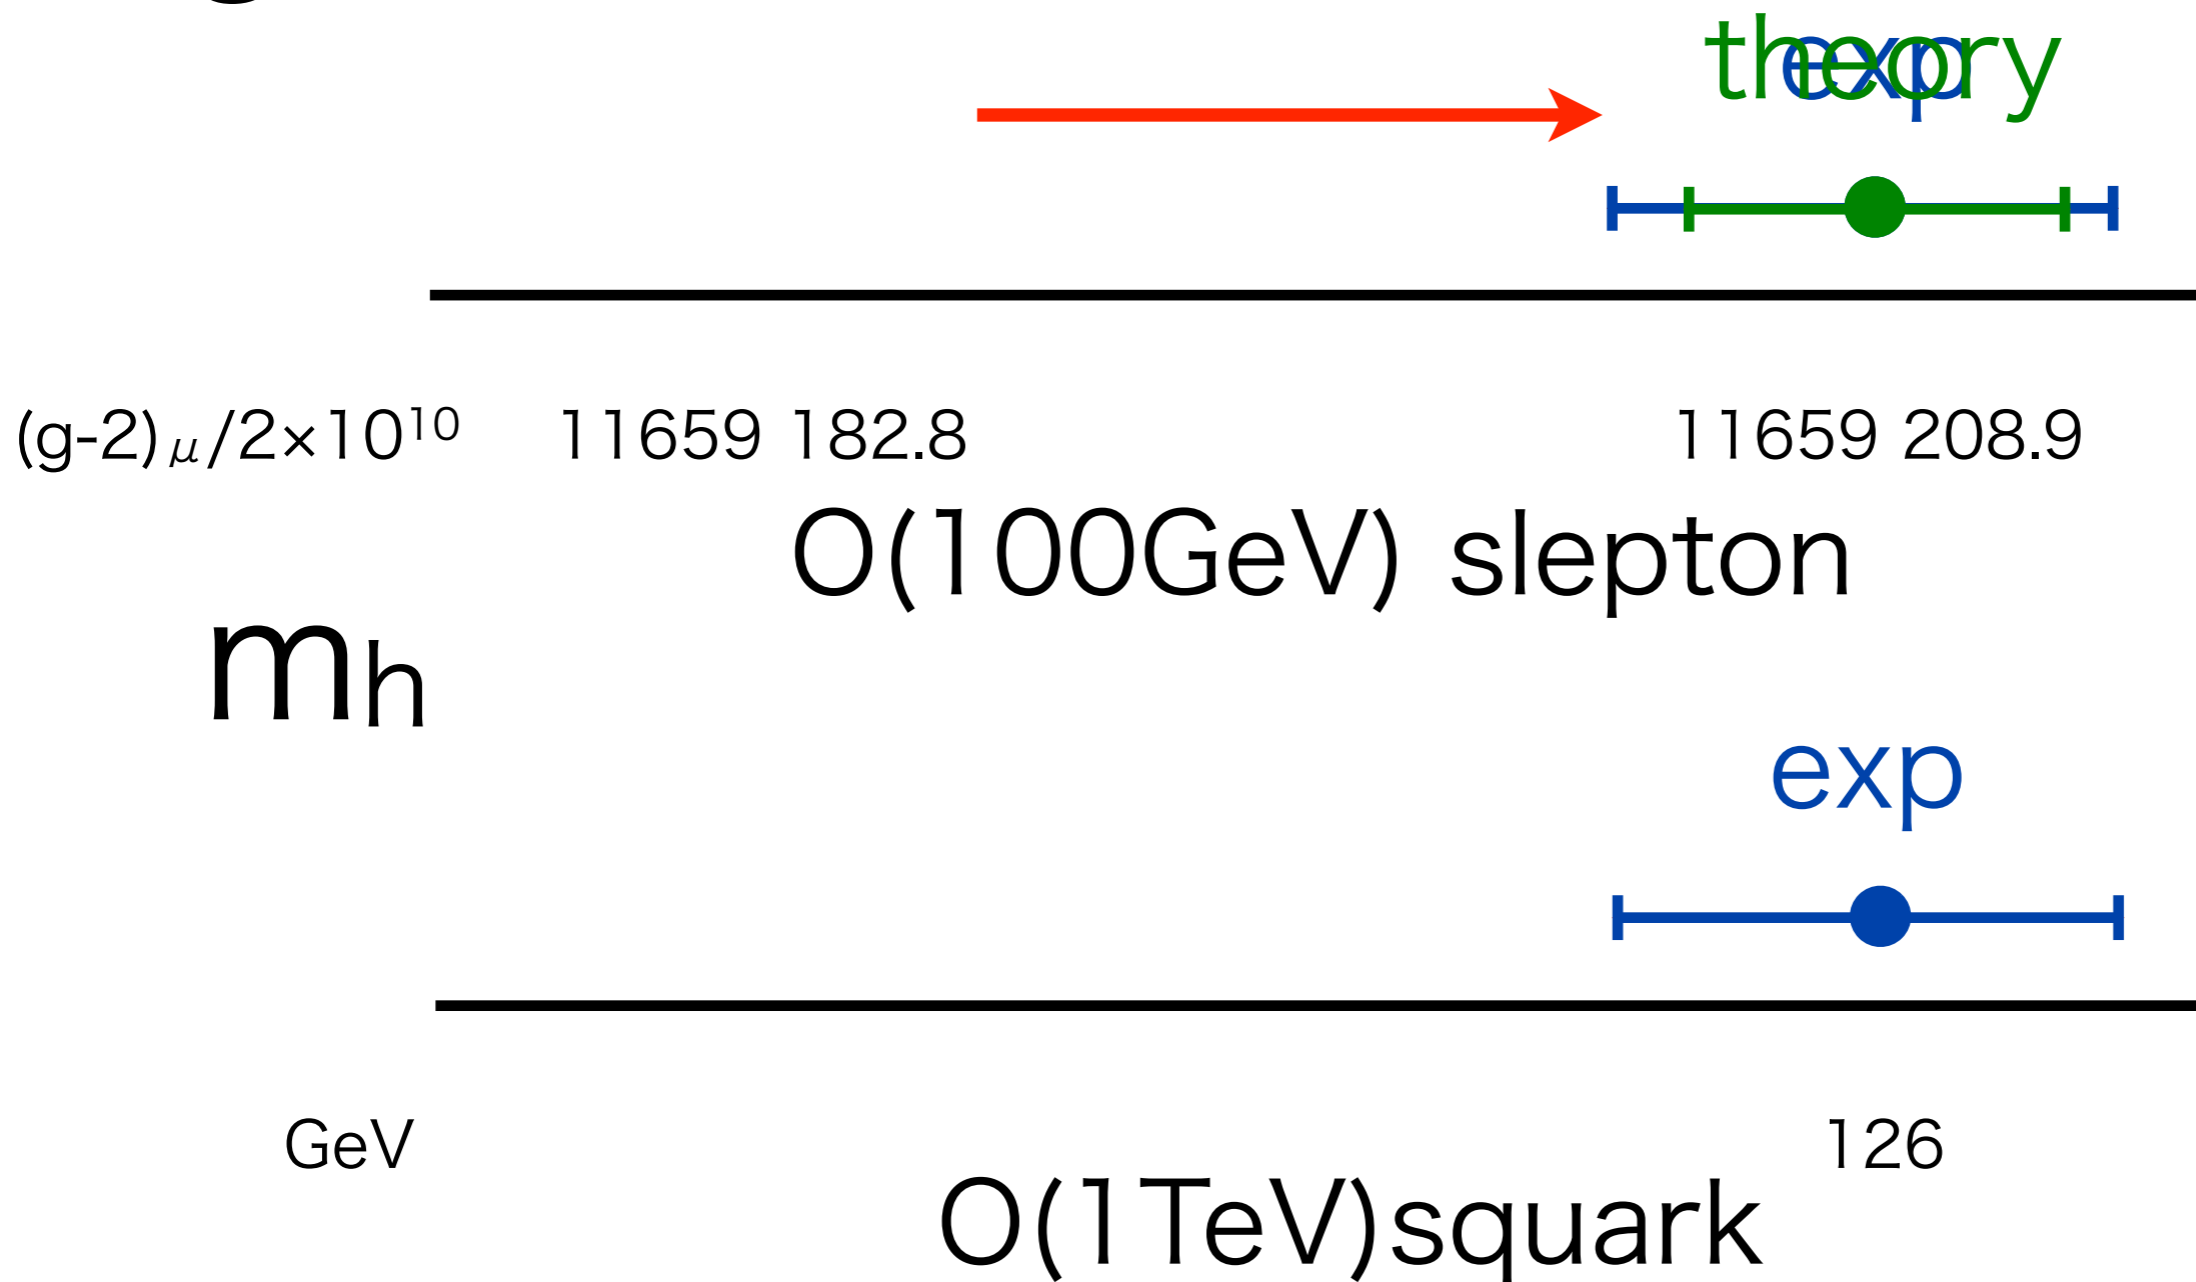 theory
exp
(g-2)μ/2×10¹⁰ 11659 182.8 11659 208.9
O(100GeV) slepton
mh
exp
GeV 126
O(1TeV)squark